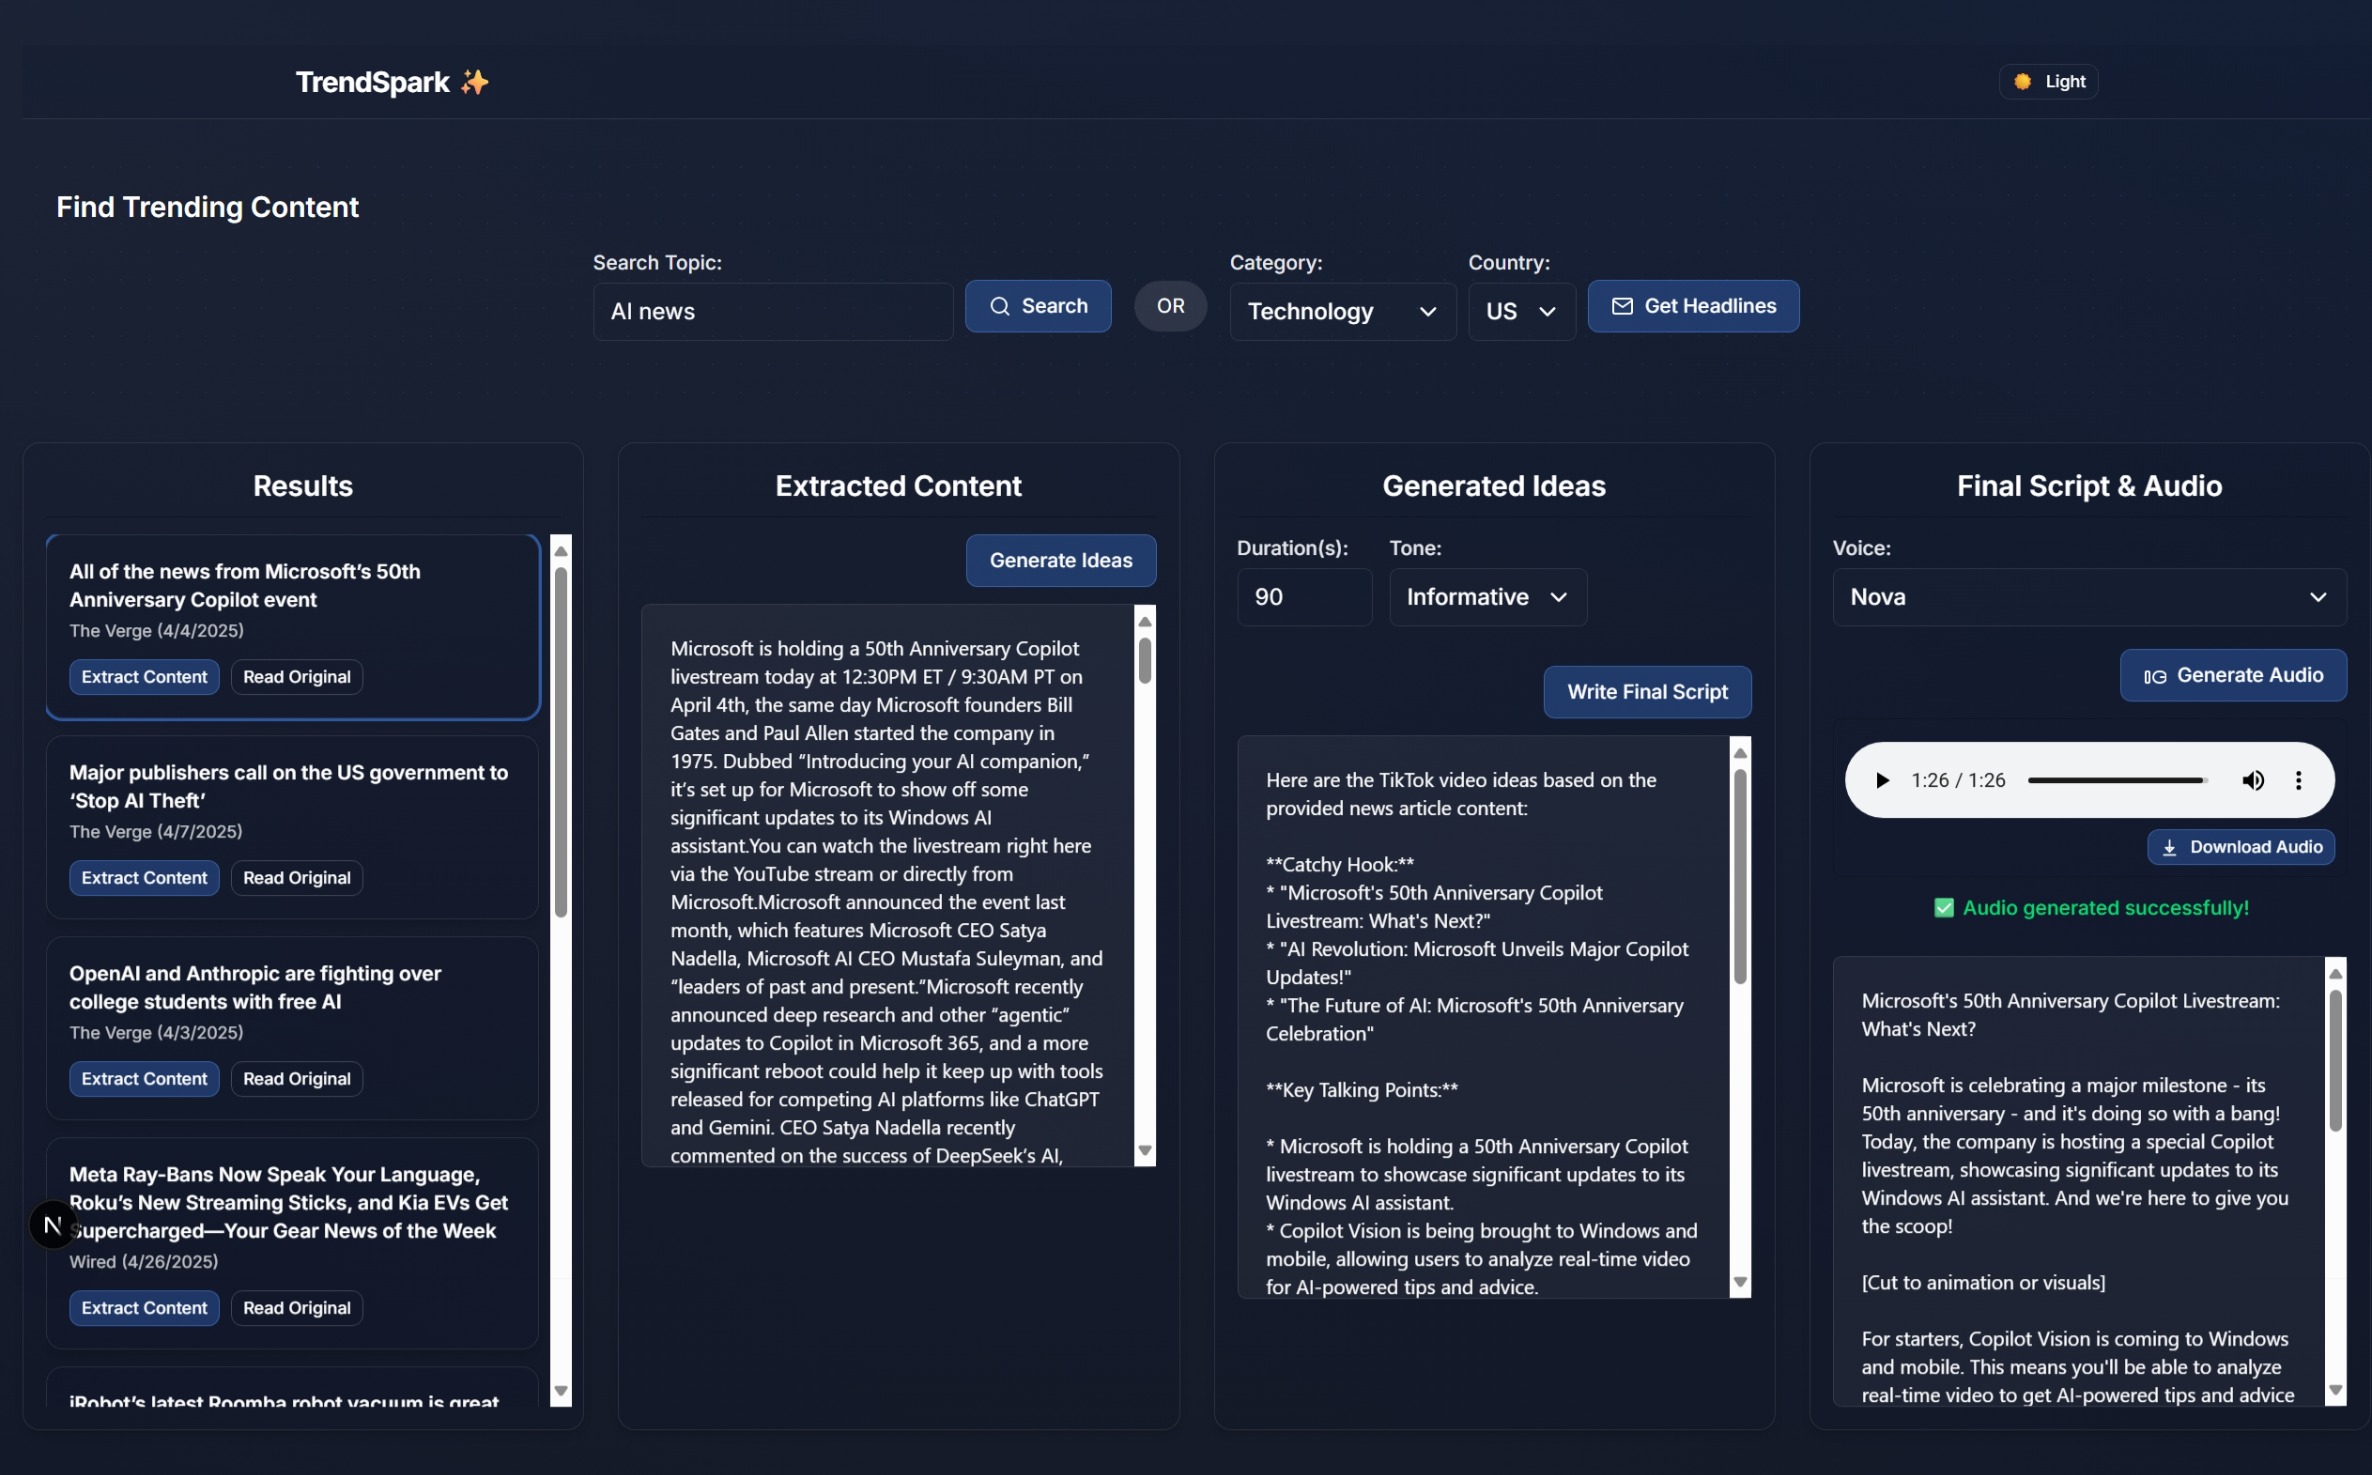 TrendSpark ✨
Light
Find Trending Content
Search Topic:
AI news
Search
OR
Category:
Technology
Country:
US
Get Headlines
Results
All of the news from Microsoft’s 50th
Anniversary Copilot event
The Verge (4/4/2025)
Extract Content
Read Original
Major publishers call on the US government to
‘Stop AI Theft’
The Verge (4/7/2025)
Extract Content
Read Original
OpenAI and Anthropic are fighting over
college students with free AI
The Verge (4/3/2025)
Extract Content
Read Original
Meta Ray-Bans Now Speak Your Language,
Roku’s New Streaming Sticks, and Kia EVs Get
Supercharged—Your Gear News of the Week
N
Wired (4/26/2025)
Extract Content
Read Original
iRobot’s latest Roomba robot vacuum is great
Extracted Content
Generate Ideas
Microsoft is holding a 50th Anniversary Copilot
livestream today at 12:30PM ET / 9:30AM PT on
April 4th, the same day Microsoft founders Bill
Gates and Paul Allen started the company in
1975. Dubbed “Introducing your AI companion,”
it’s set up for Microsoft to show off some
significant updates to its Windows AI
assistant.You can watch the livestream right here
via the YouTube stream or directly from
Microsoft.Microsoft announced the event last
month, which features Microsoft CEO Satya
Nadella, Microsoft AI CEO Mustafa Suleyman, and
“leaders of past and present.”Microsoft recently
announced deep research and other “agentic”
updates to Copilot in Microsoft 365, and a more
significant reboot could help it keep up with tools
released for competing AI platforms like ChatGPT
and Gemini. CEO Satya Nadella recently
commented on the success of DeepSeek’s AI,
Generated Ideas
Duration(s):
90
Tone:
Informative
Write Final Script
Here are the TikTok video ideas based on the
provided news article content:
**Catchy Hook:**
* "Microsoft's 50th Anniversary Copilot
Livestream: What's Next?"
* "AI Revolution: Microsoft Unveils Major Copilot
Updates!"
* "The Future of AI: Microsoft's 50th Anniversary
Celebration"
**Key Talking Points:**
* Microsoft is holding a 50th Anniversary Copilot
livestream to showcase significant updates to its
Windows AI assistant.
* Copilot Vision is being brought to Windows and
mobile, allowing users to analyze real-time video
for AI-powered tips and advice.
Final Script & Audio
Voice:
Nova
Generate Audio
1:26 / 1:26
Download Audio
✅ Audio generated successfully!
Microsoft's 50th Anniversary Copilot Livestream:
What's Next?
Microsoft is celebrating a major milestone - its
50th anniversary - and it's doing so with a bang!
Today, the company is hosting a special Copilot
livestream, showcasing significant updates to its
Windows AI assistant. And we're here to give you
the scoop!
[Cut to animation or visuals]
For starters, Copilot Vision is coming to Windows
and mobile. This means you'll be able to analyze
real-time video to get AI-powered tips and advice